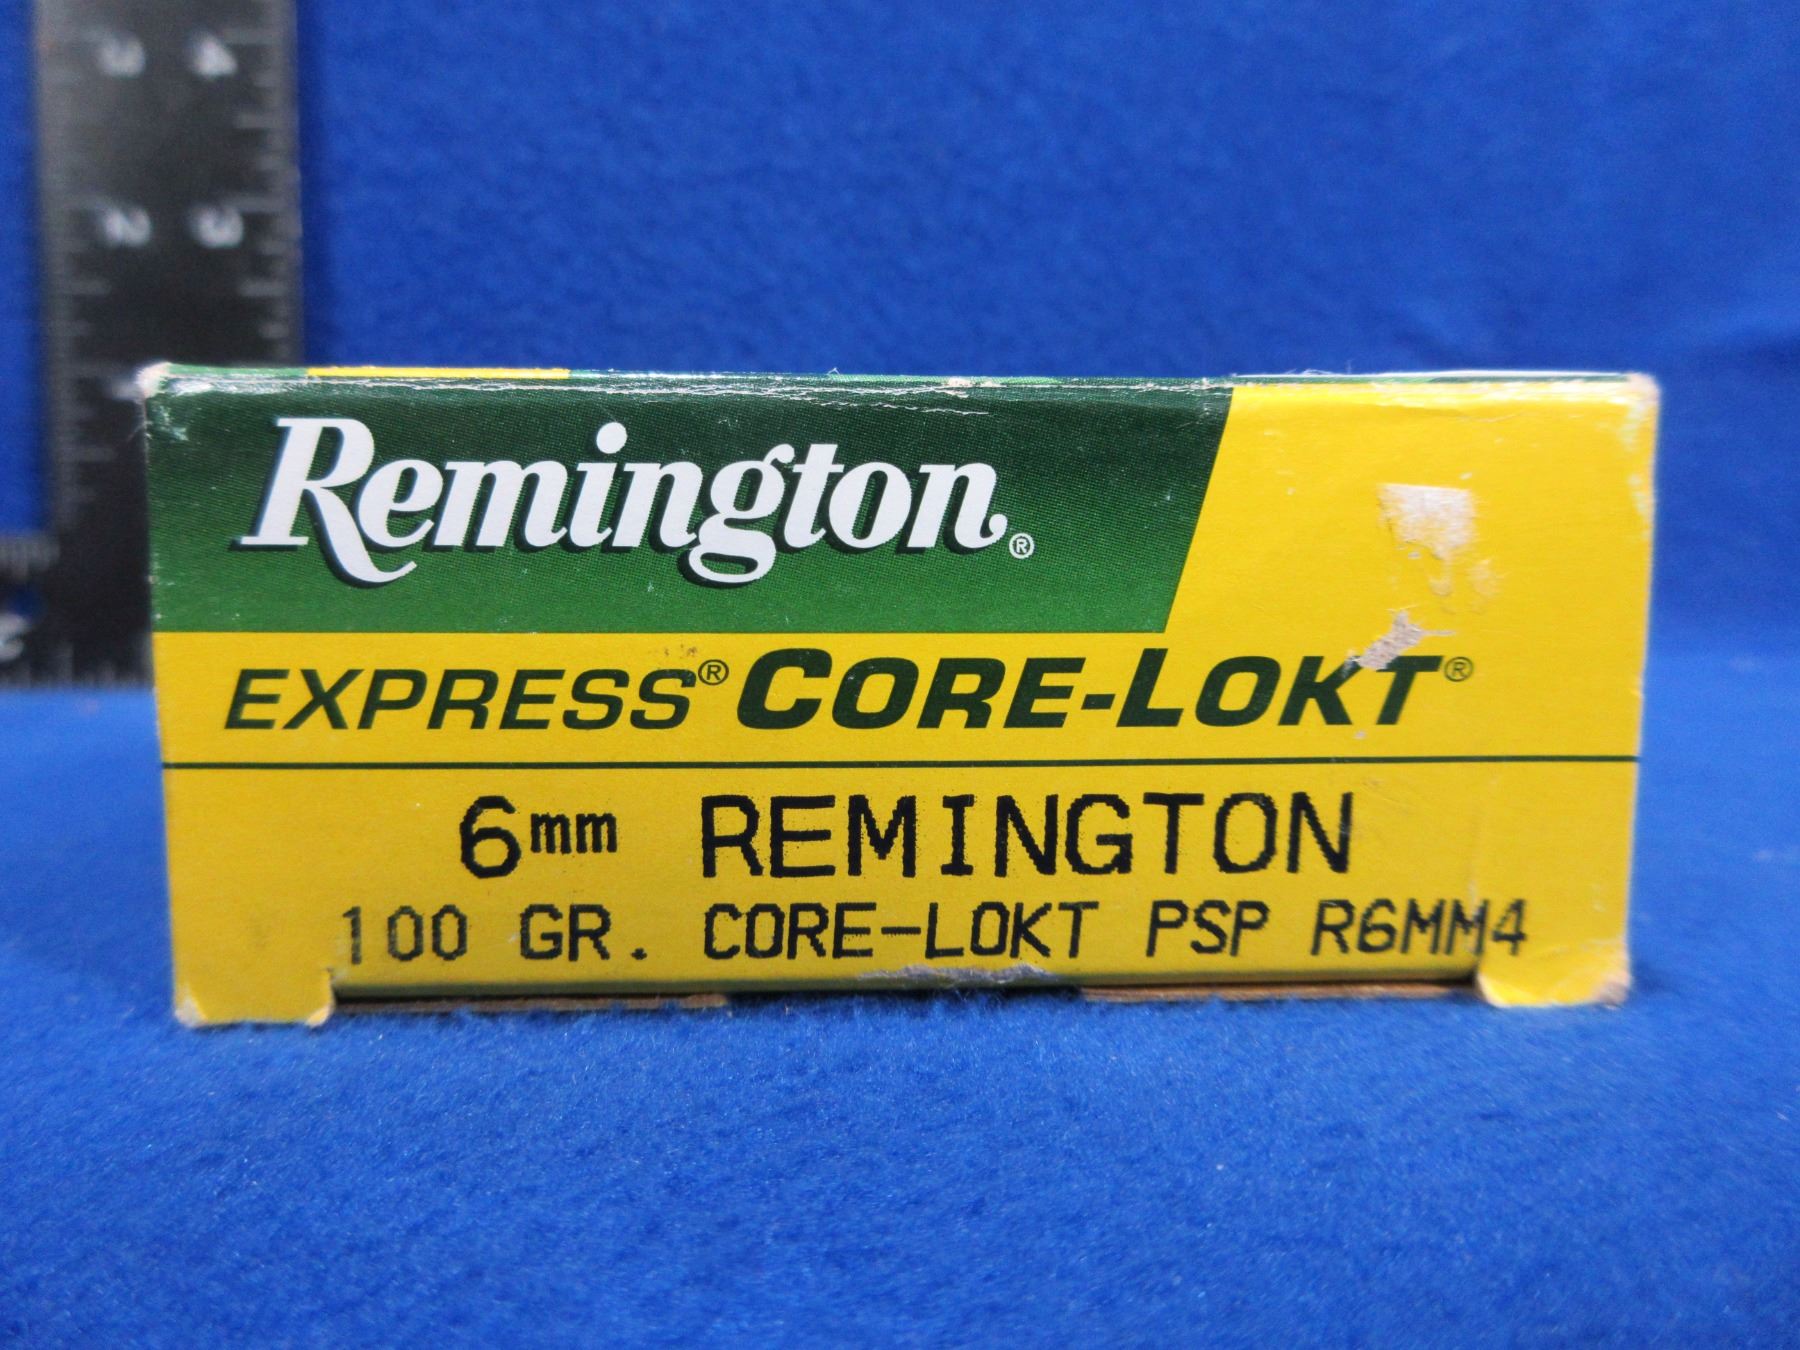 Remington®
EXPRESS® CORE-LOKT®
6mm REMINGTON
100 GR. CORE-LOKT PSP R6MM4